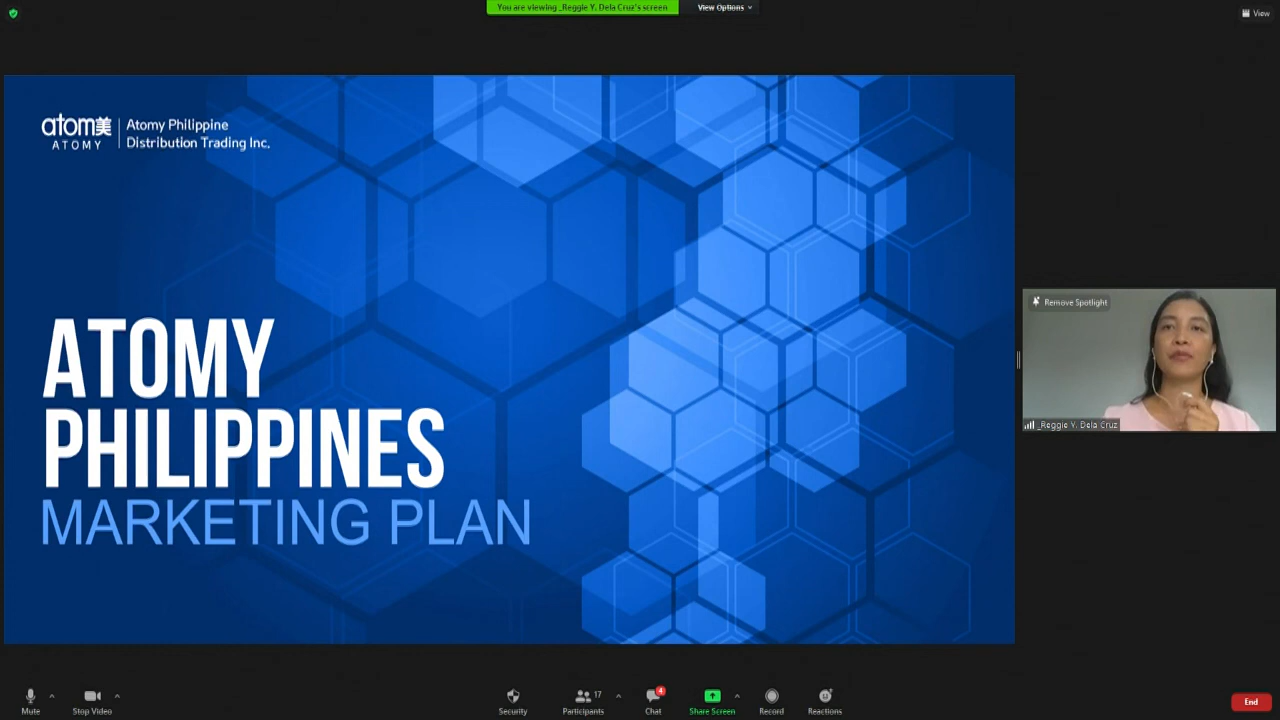 You are viewing _Reggie Y. Dela Cruz's screen
View Options
View
atom美
ATOMY
Atomy Philippine
Distribution Trading Inc.
ATOMY
PHILIPPINES
MARKETING PLAN
Remove Spotlight
_Reggie Y. Dela Cruz
Mute
Stop Video
Security
17
Participants
4
Chat
Share Screen
Record
Reactions
End